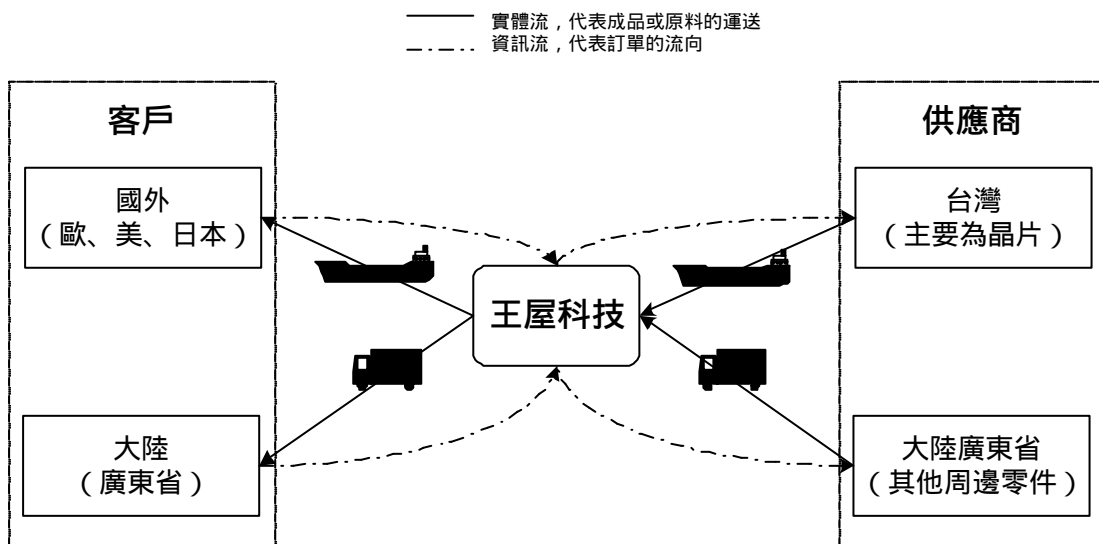 實體流，代表成品或原料的運送
資訊流，代表訂單的流向
客戶
供應商
國外
（歐、美、日本）
台灣
（主要為晶片）
王屋科技
大陸
（廣東省）
大陸廣東省
（其他周邊零件）